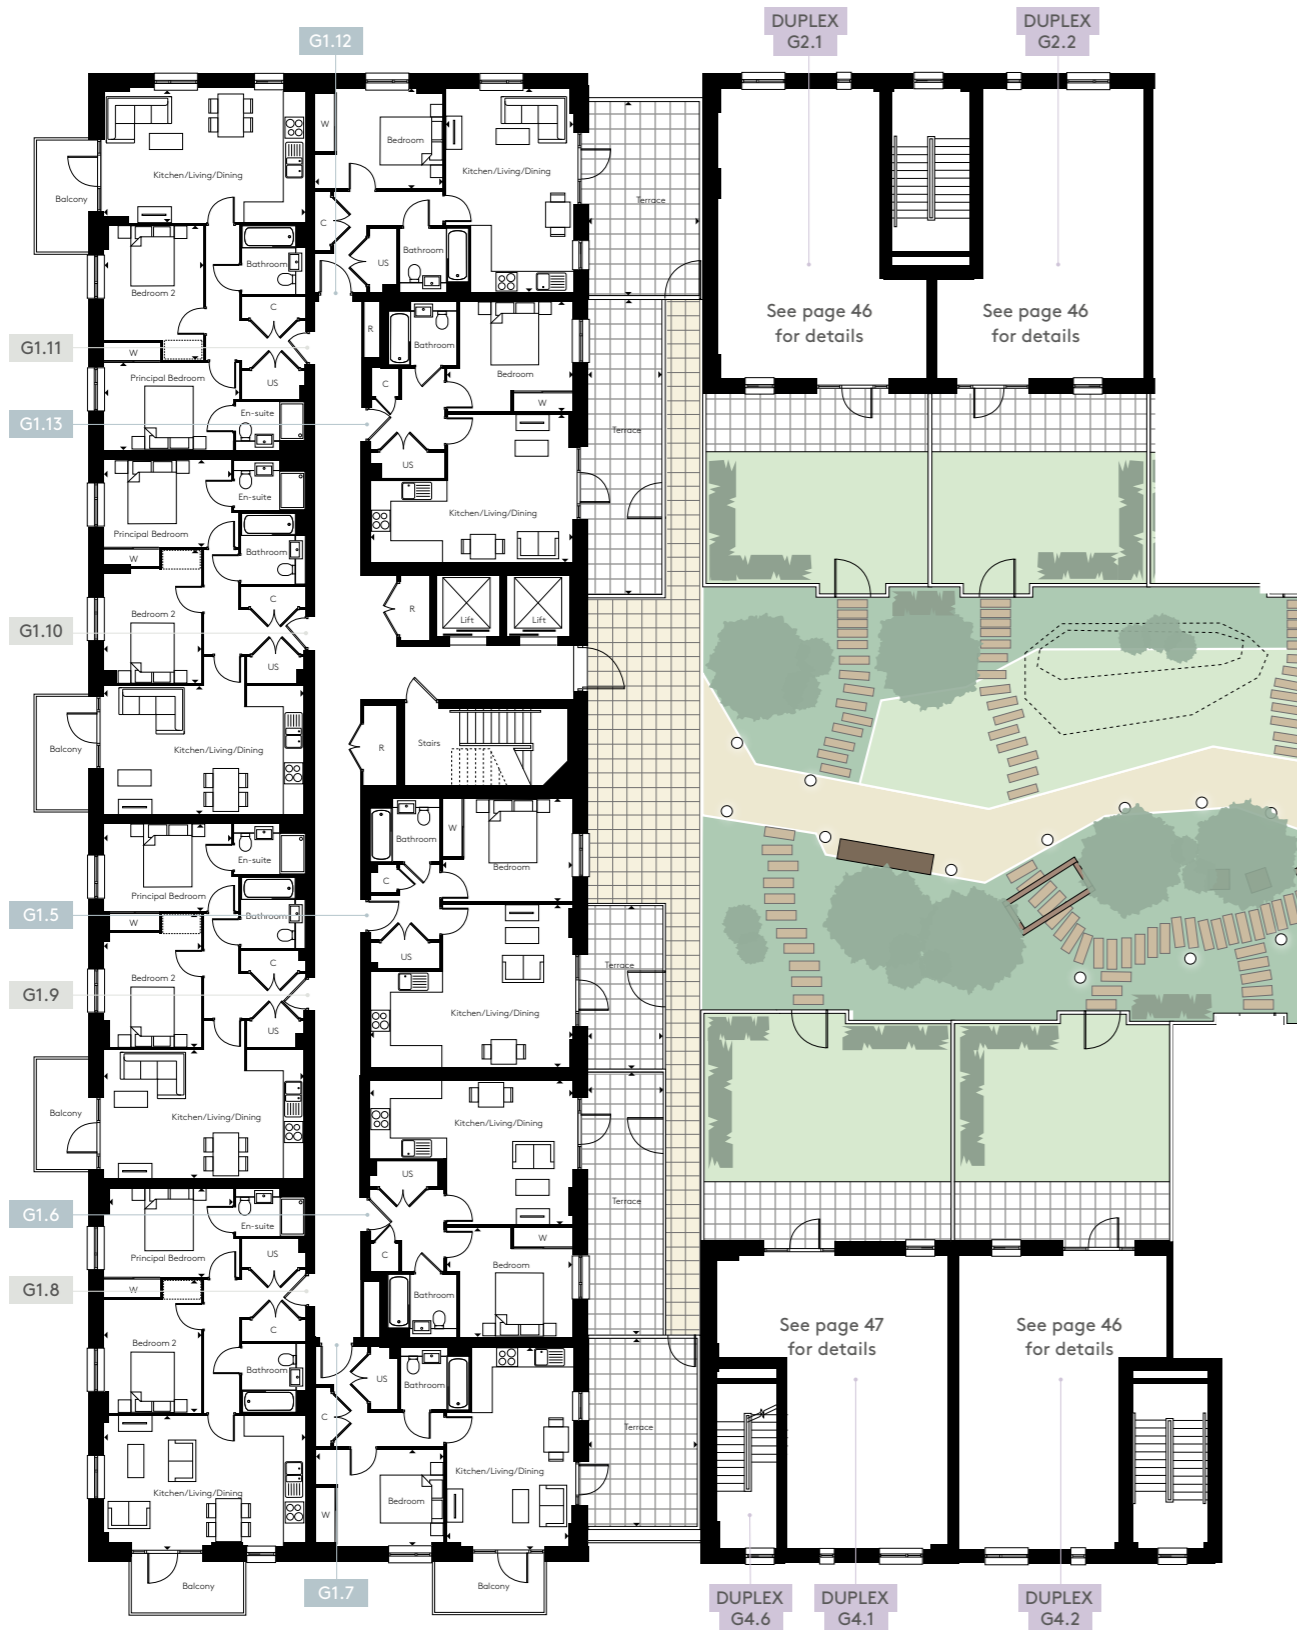 DUPLEX
G2.1
DUPLEX
G2.2
G1.12
W
Bedroom
Kitchen/Living/Dining
Kitchen/Living/Dining
Balcony
Terrace
C
Bathroom
US
Bathroom
Bedroom 2
C
See page 46
for details
See page 46
for details
G1.11
W
R
Bathroom
Bedroom
Principal Bedroom
US
C
W
G1.13
En-suite
Terrace
US
En-suite
Kitchen/Living/Dining
Principal Bedroom
Bathroom
W
C
R
Lift
Lift
Bedroom 2
G1.10
US
Balcony
Kitchen/Living/Dining
R
Stairs
Bathroom
W
En-suite
Bedroom
Principal Bedroom
C
G1.5
W
Bathroom
US
C
Terrace
Bedroom 2
G1.9
Kitchen/Living/Dining
US
Balcony
Kitchen/Living/Dining
Kitchen/Living/Dining
US
Terrace
G1.6
En-suite
W
Principal Bedroom
US
C
Bedroom
G1.8
W
Bathroom
C
See page 47
for details
See page 46
for details
Bedroom 2
Bathroom
US
Bathroom
C
Terrace
Kitchen/Living/Dining
Kitchen/Living/Dining
W
Bedroom
Balcony
G1.7
Balcony
DUPLEX
G4.6
DUPLEX
G4.1
DUPLEX
G4.2